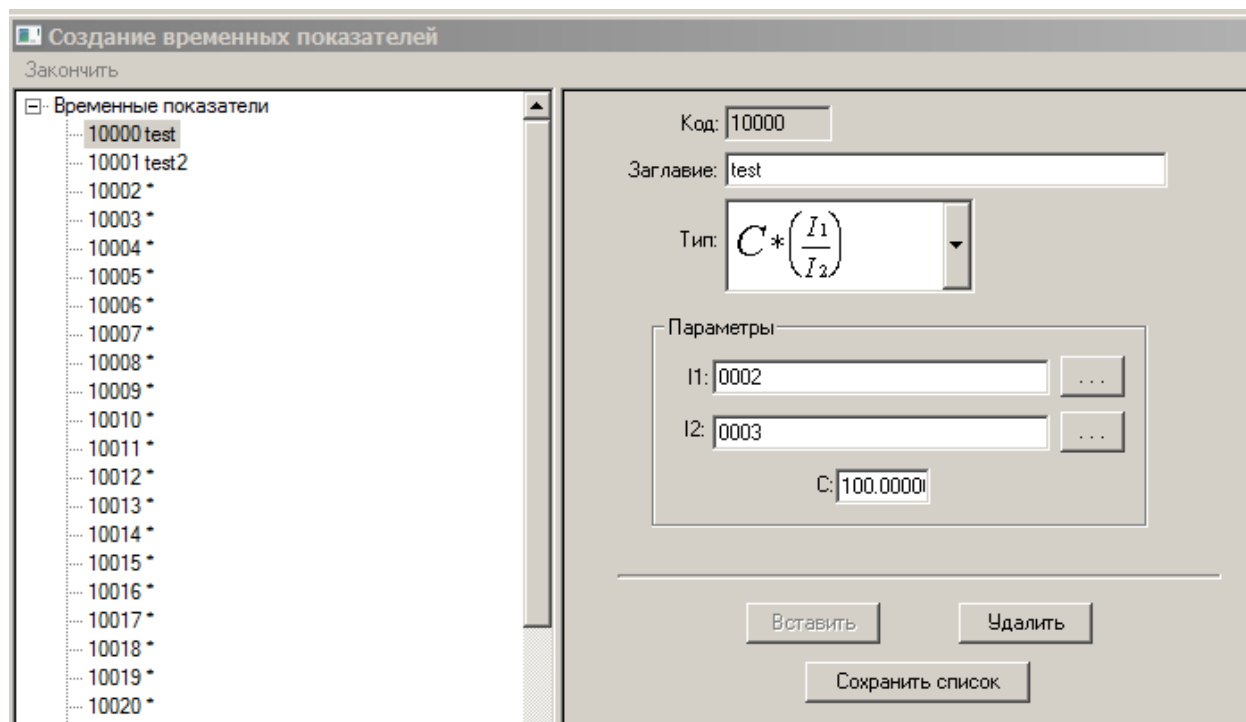 Создание временных показателей
Закончить
Временные показатели
10000 test
10001 test2
10002 *
10003 *
10004 *
10005 *
10006 *
10007 *
10008 *
10009 *
10010 *
10011 *
10012 *
10013 *
10014 *
10015 *
10016 *
10017 *
10018 *
10019 *
10020 *
Код: 10000
Заглавие: test
Тип: C*(I1/I2)
Параметры
I1: 0002 ...
I2: 0003 ...
C: 100.0000
Вставить Удалить
Сохранить список